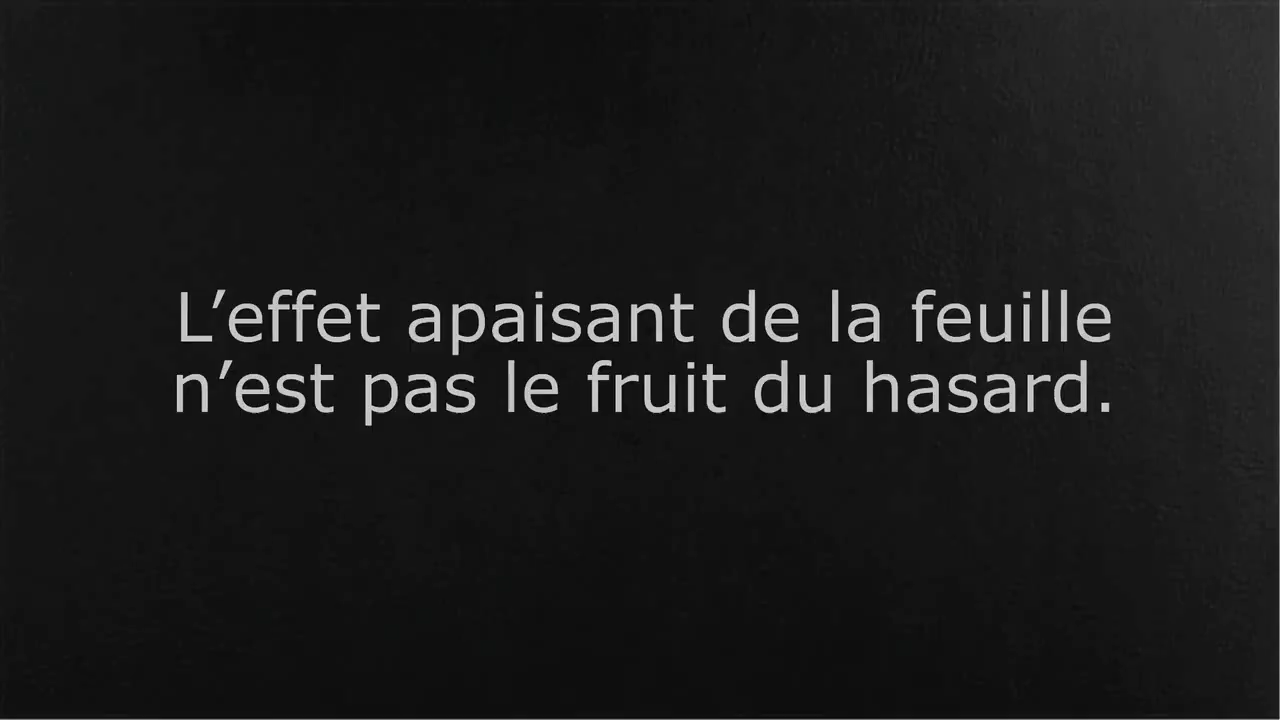 L’effet apaisant de la feuille
n’est pas le fruit du hasard.